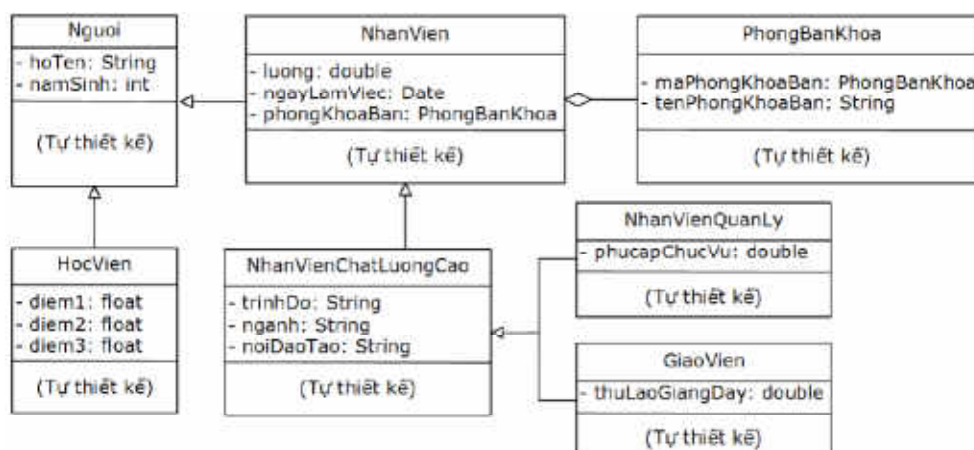 Nguoi
- hoTen: String
- namSinh: int
(Tự thiết kế)
NhanVien
- luong: double
- ngayLamViec: Date
- phongKhoaBan: PhongBanKhoa
(Tự thiết kế)
PhongBanKhoa
- maPhongKhoaBan: PhongBanKhoa
- tenPhongKhoaBan: String
(Tự thiết kế)
HocVien
- diem1: float
- diem2: float
- diem3: float
(Tự thiết kế)
NhanVienChatLuongCao
- trinhDo: String
- nganh: String
- noiDaoTao: String
(Tự thiết kế)
NhanVienQuanLy
- phucapChucVu: double
(Tự thiết kế)
GiaoVien
- thuLaoGiangDay: double
(Tự thiết kế)